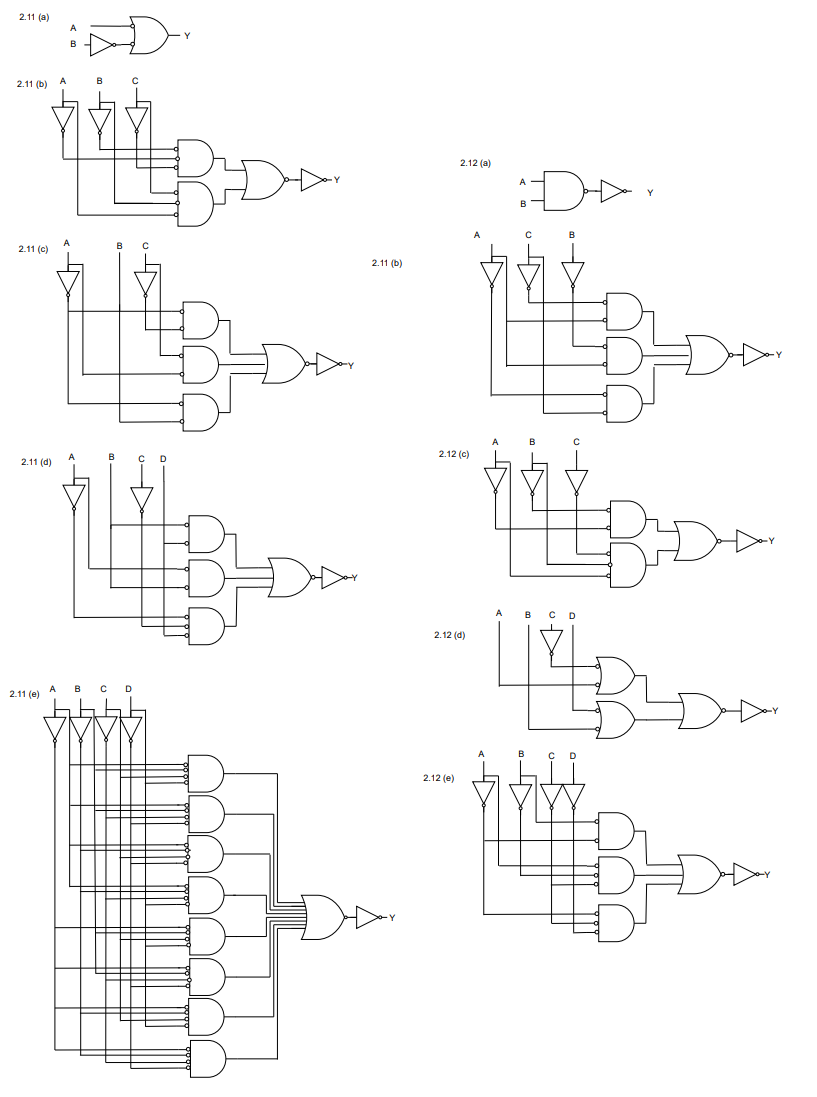 2.11 (a)
A
B
Y
2.11 (b)
A B C
Y
2.11 (c)
A B C
Y
2.11 (d)
A B C D
Y
2.11 (e)
A B C D
Y
2.12 (a)
A
B
Y
2.11 (b)
A C B
Y
2.12 (c)
A B C
Y
2.12 (d)
A B C D
Y
2.12 (e)
A B C D
Y